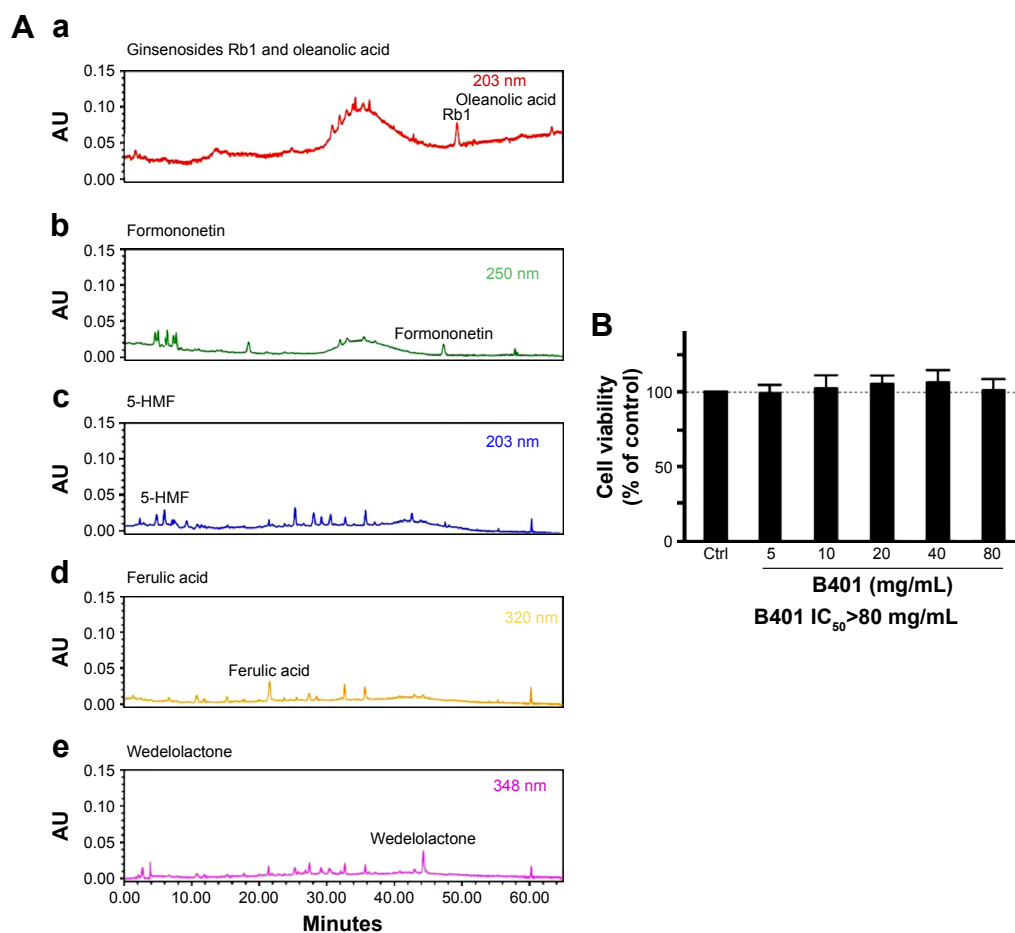 A a
Ginsenosides Rb1 and oleanolic acid
0.15
0.10
0.05
0.00
AU
203 nm
Oleanolic acid
Rb1
b
Formononetin
0.15
0.10
0.05
0.00
AU
250 nm
Formononetin
c
5-HMF
0.15
0.10
0.05
0.00
AU
203 nm
5-HMF
d
Ferulic acid
0.15
0.10
0.05
0.00
AU
320 nm
Ferulic acid
e
Wedelolactone
0.15
0.10
0.05
0.00
AU
348 nm
Wedelolactone
0.00 10.00 20.00 30.00 40.00 50.00 60.00
Minutes
B
Cell viability
(% of control)
100
50
0
Ctrl 5 10 20 40 80
B401 (mg/mL)
B401 IC50>80 mg/mL